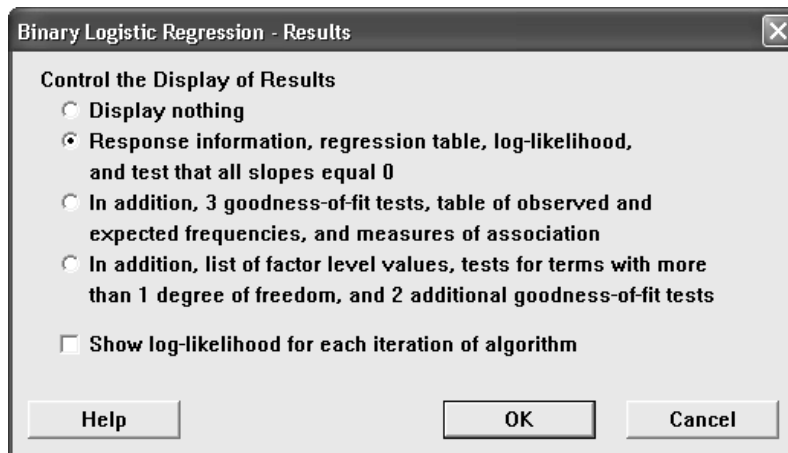 Binary Logistic Regression - Results
Control the Display of Results
Display nothing
Response information, regression table, log-likelihood,
and test that all slopes equal 0
In addition, 3 goodness-of-fit tests, table of observed and
expected frequencies, and measures of association
In addition, list of factor level values, tests for terms with more
than 1 degree of freedom, and 2 additional goodness-of-fit tests
Show log-likelihood for each iteration of algorithm
Help
OK
Cancel